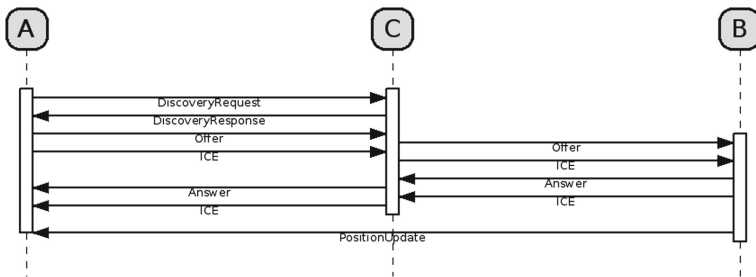 A
C
B
DiscoveryRequest
DiscoveryResponse
Offer
Offer
ICE
ICE
Answer
Answer
ICE
ICE
PositionUpdate